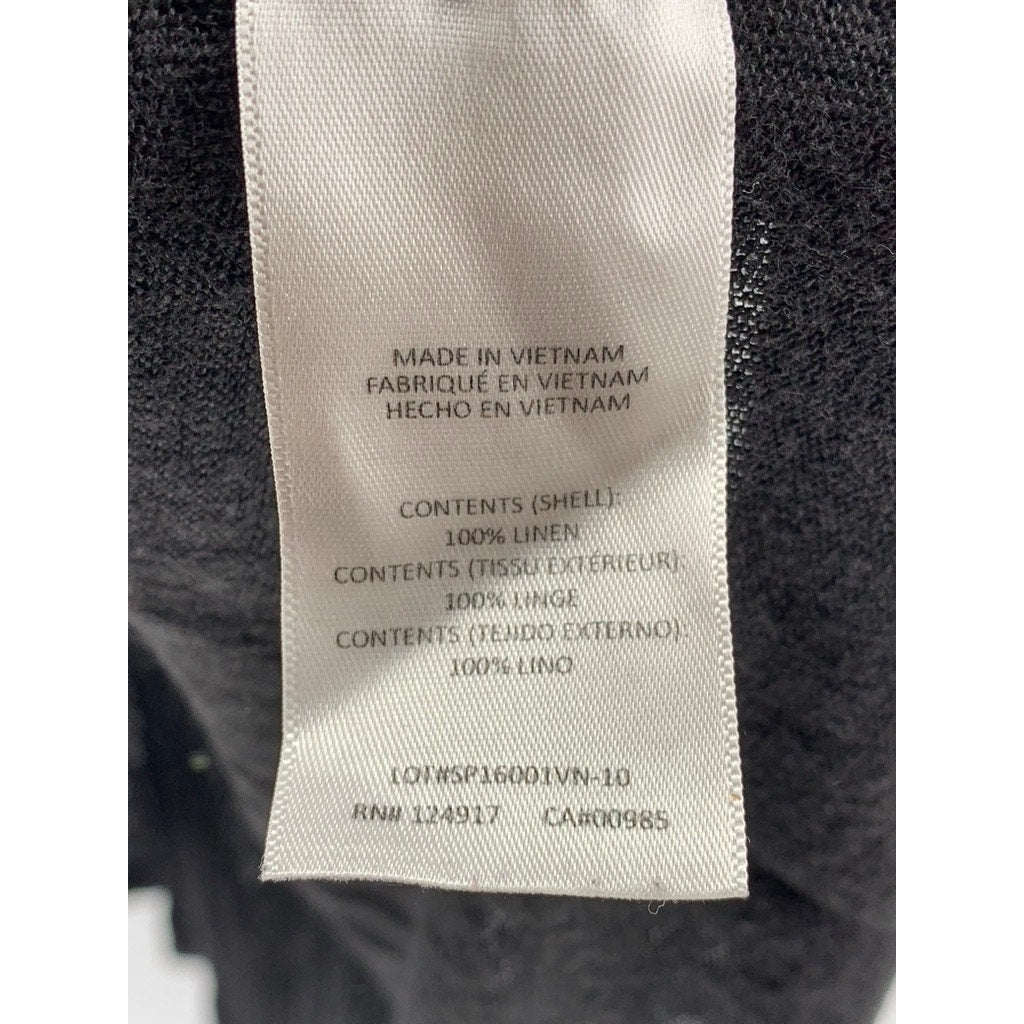 MADE IN VIETNAM
FABRIQUÉ EN VIETNAM
HECHO EN VIETNAM
CONTENTS (SHELL):
100% LINEN
CONTENTS (TISSU EXTÉRIEUR):
100% LINGE
CONTENTS (TEJIDO EXTERNO):
100% LINO
LOT#SP16001VN-10
RN# 124917 CA#00985